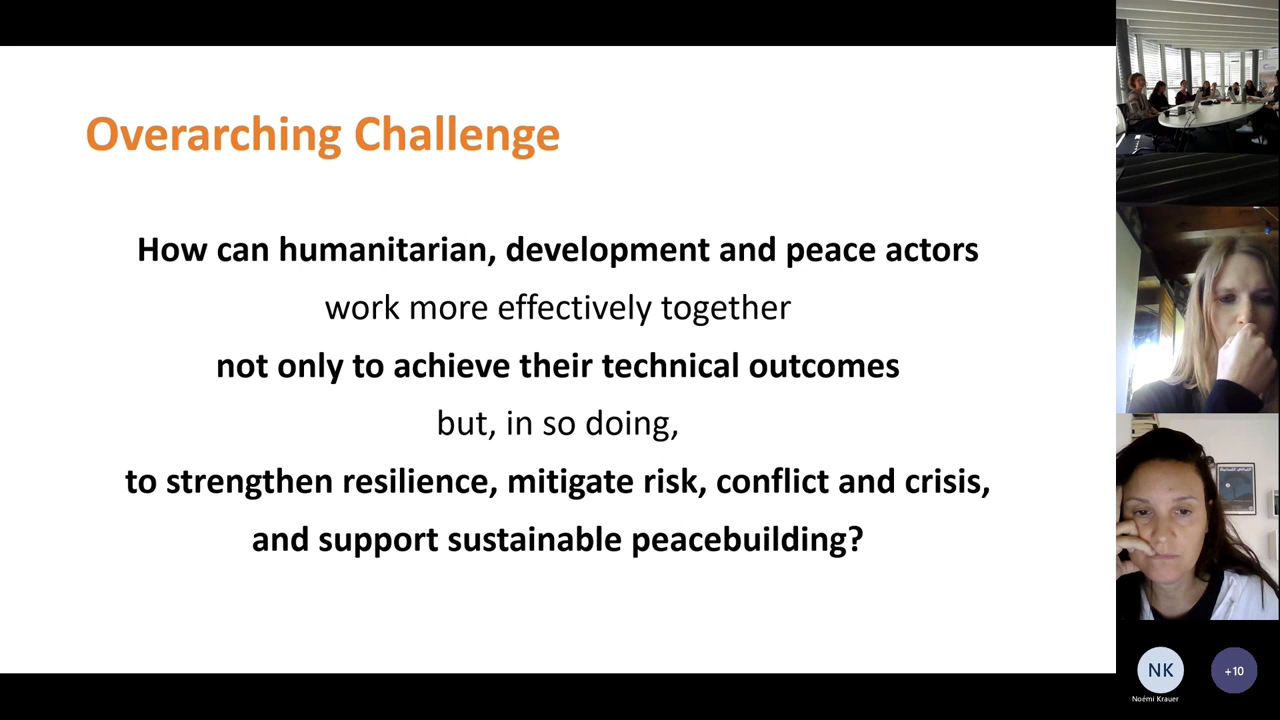 Overarching Challenge
How can humanitarian, development and peace actors
work more effectively together
not only to achieve their technical outcomes
but, in so doing,
to strengthen resilience, mitigate risk, conflict and crisis,
and support sustainable peacebuilding?
NK
+10
Noémi Krauer